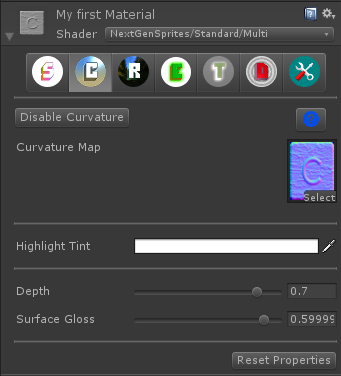 My first Material
Shader NextGenSprites/Standard/Multi
S C R E T D
Disable Curvature
Curvature Map
C
Select
Highlight Tint
Depth 0.7
Surface Gloss 0.59999
Reset Properties